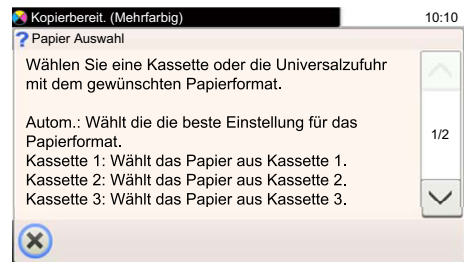 Kopierbereit. (Mehrfarbig) 10:10
Papier Auswahl
Wählen Sie eine Kassette oder die Universalzufuhr
mit dem gewünschten Papierformat.
Autom.: Wählt die die beste Einstellung für das
Papierformat.
1/2
Kassette 1: Wählt das Papier aus Kassette 1.
Kassette 2: Wählt das Papier aus Kassette 2.
Kassette 3: Wählt das Papier aus Kassette 3.